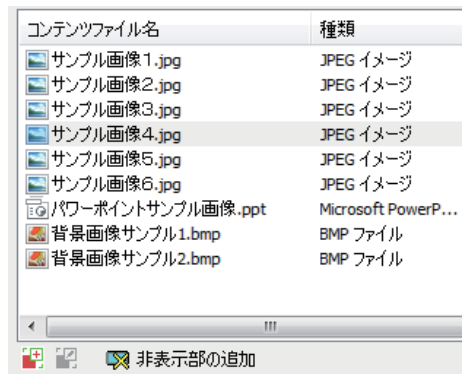 コンテンツファイル名 種類
サンプル画像1.jpg JPEG イメージ
サンプル画像2.jpg JPEG イメージ
サンプル画像3.jpg JPEG イメージ
サンプル画像4.jpg JPEG イメージ
サンプル画像5.jpg JPEG イメージ
サンプル画像6.jpg JPEG イメージ
パワーポイントサンプル画像.ppt Microsoft PowerP...
背景画像サンプル1.bmp BMP ファイル
背景画像サンプル2.bmp BMP ファイル
非表示部の追加